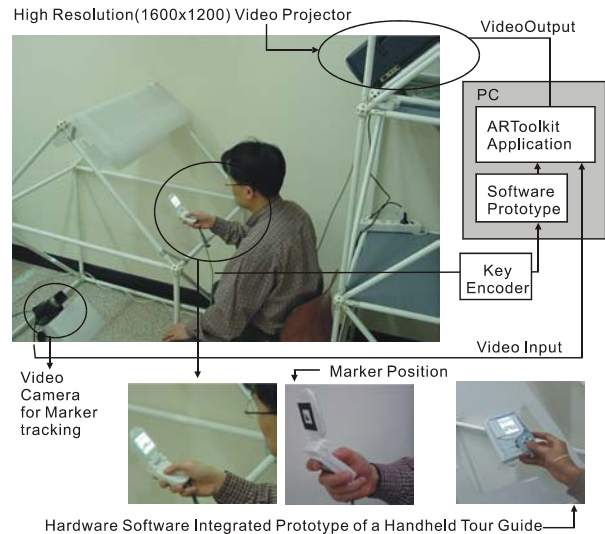 High Resolution(1600x1200) Video Projector
VideoOutput
PC
ARToolkit
Application
Software
Prototype
Key
Encoder
Video Input
Video
Camera
for Marker
tracking
Marker Position
Hardware Software Integrated Prototype of a Handheld Tour Guide